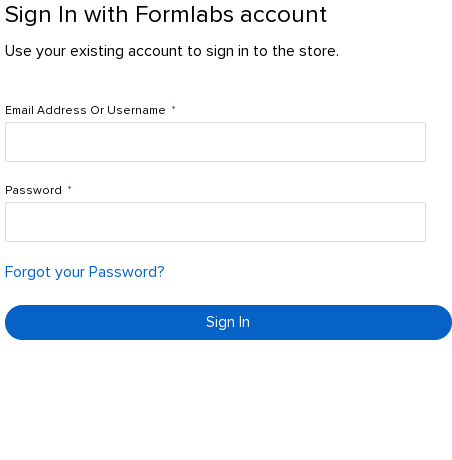 Sign In with Formlabs account
Use your existing account to sign in to the store.
Email Address Or Username *
Password *
Forgot your Password?
Sign In